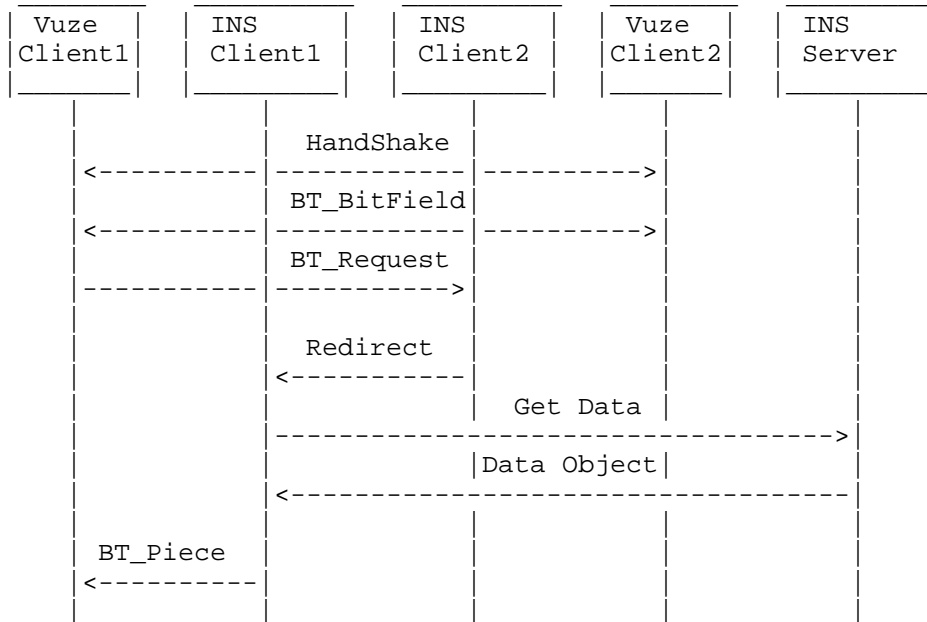 Vuze INS INS Vuze INS
Client1 Client1 Client2 Client2 Server
HandShake
BT_BitField
BT_Request
Redirect
Get Data
Data Object
BT_Piece